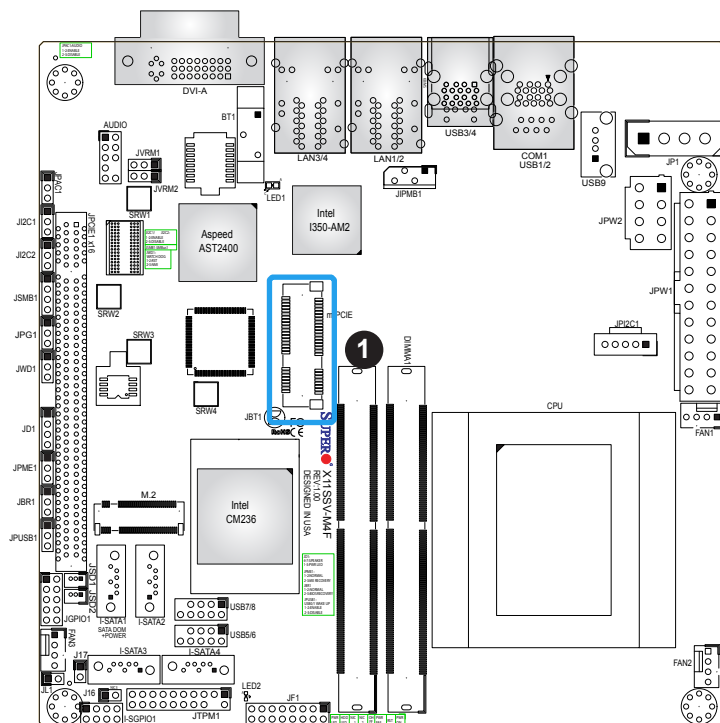 DVI-A
LAN3/4
LAN1/2
USB3/4
COM1
USB1/2
USB9
JP1
AUDIO
BT1
JVRM1
JVRM2
LED1
JIPMB1
JPAC1
SRW1
JPW2
JI2C1
JPCIE1 x16
Aspeed
AST2400
Intel
I350-AM2
JI2C2
JPW1
JSMB1
SRW2
mPCIE
JPG1
SRW3
1
DIMMA1
JPI2C1
JWD1
SRW4
JBT1
CPU
FAN1
JD1
RoHS
SUPER
X11SSV-M4F
REV:1.00
DESIGNED IN USA
JPME1
M.2
Intel
CM236
JBR1
JPUSB1
JSD1
JSD2
JGPIO1
I-SATA1
SATA DOM
+POWER
I-SATA2
USB7/8
USB5/6
FAN3
I-SATA3
I-SATA4
J17
FAN2
JL1
J16
I-SGPIO1
JTPM1
LED2
JF1